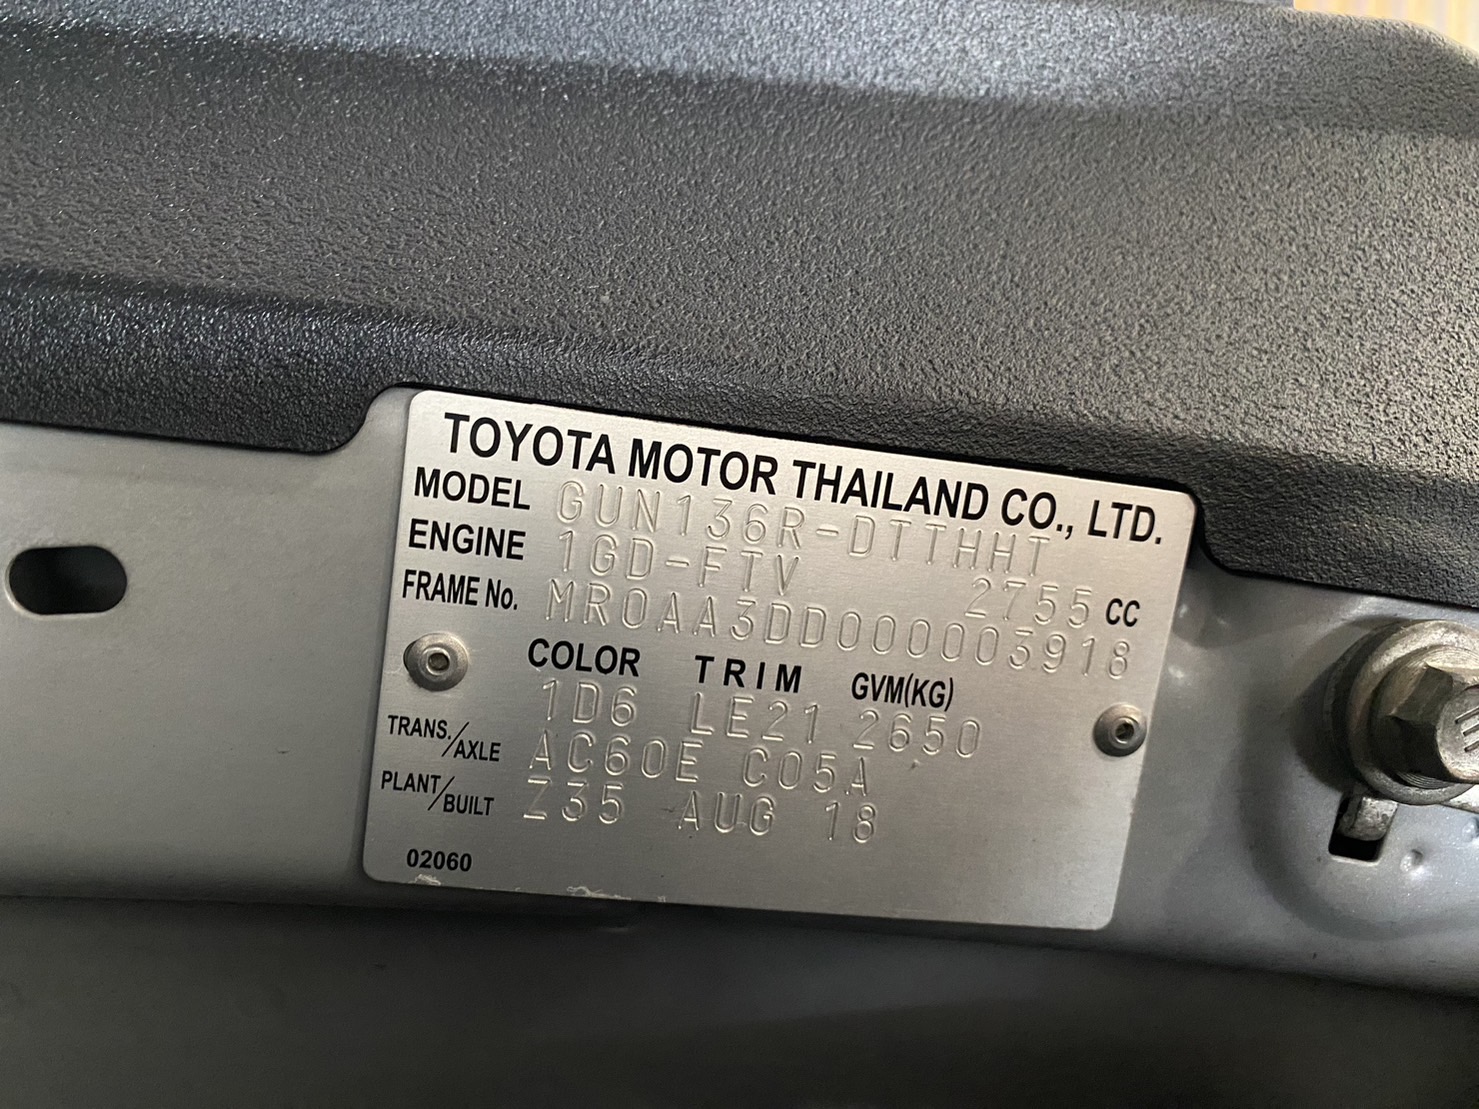 TOYOTA MOTOR THAILAND CO., LTD.
MODEL GUN136R-DTTHHT
ENGINE 1GD-FTV 2755 CC
FRAME No. MR0AA3DD000003918
COLOR TRIM GVM(KG)
1D6 LE21 2650
TRANS./AXLE AC60E C05A
PLANT/BUILT Z35 AUG 18
02060